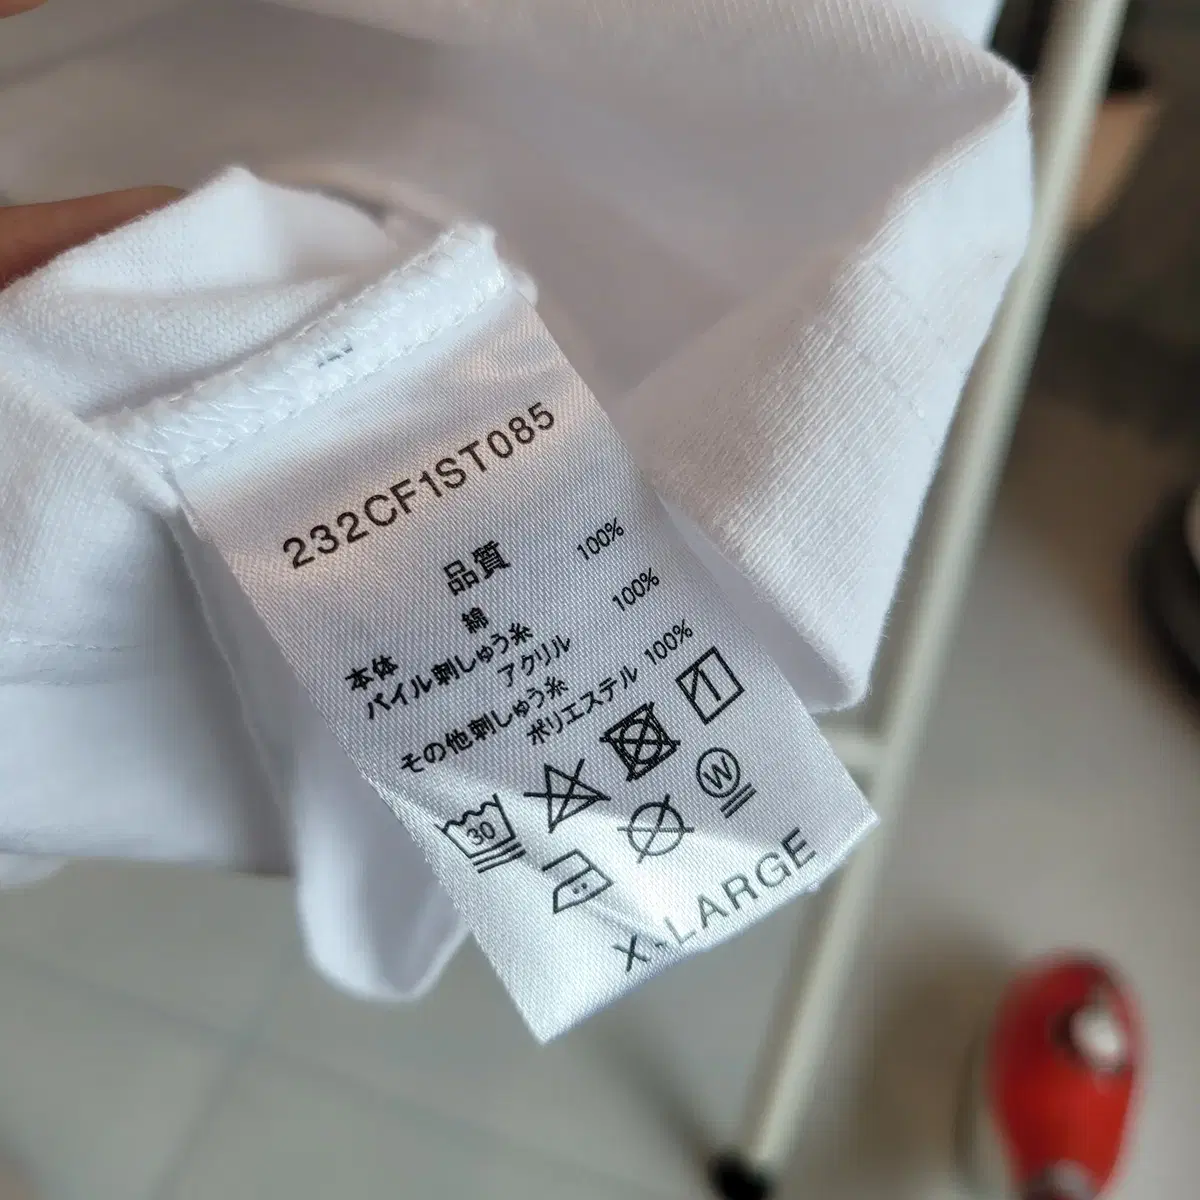 232CF1ST085
品質
本体 綿 100%
パイル刺しゅう糸
アクリル 100%
その他刺しゅう糸
ポリエステル 100%
30
W
X-LARGE